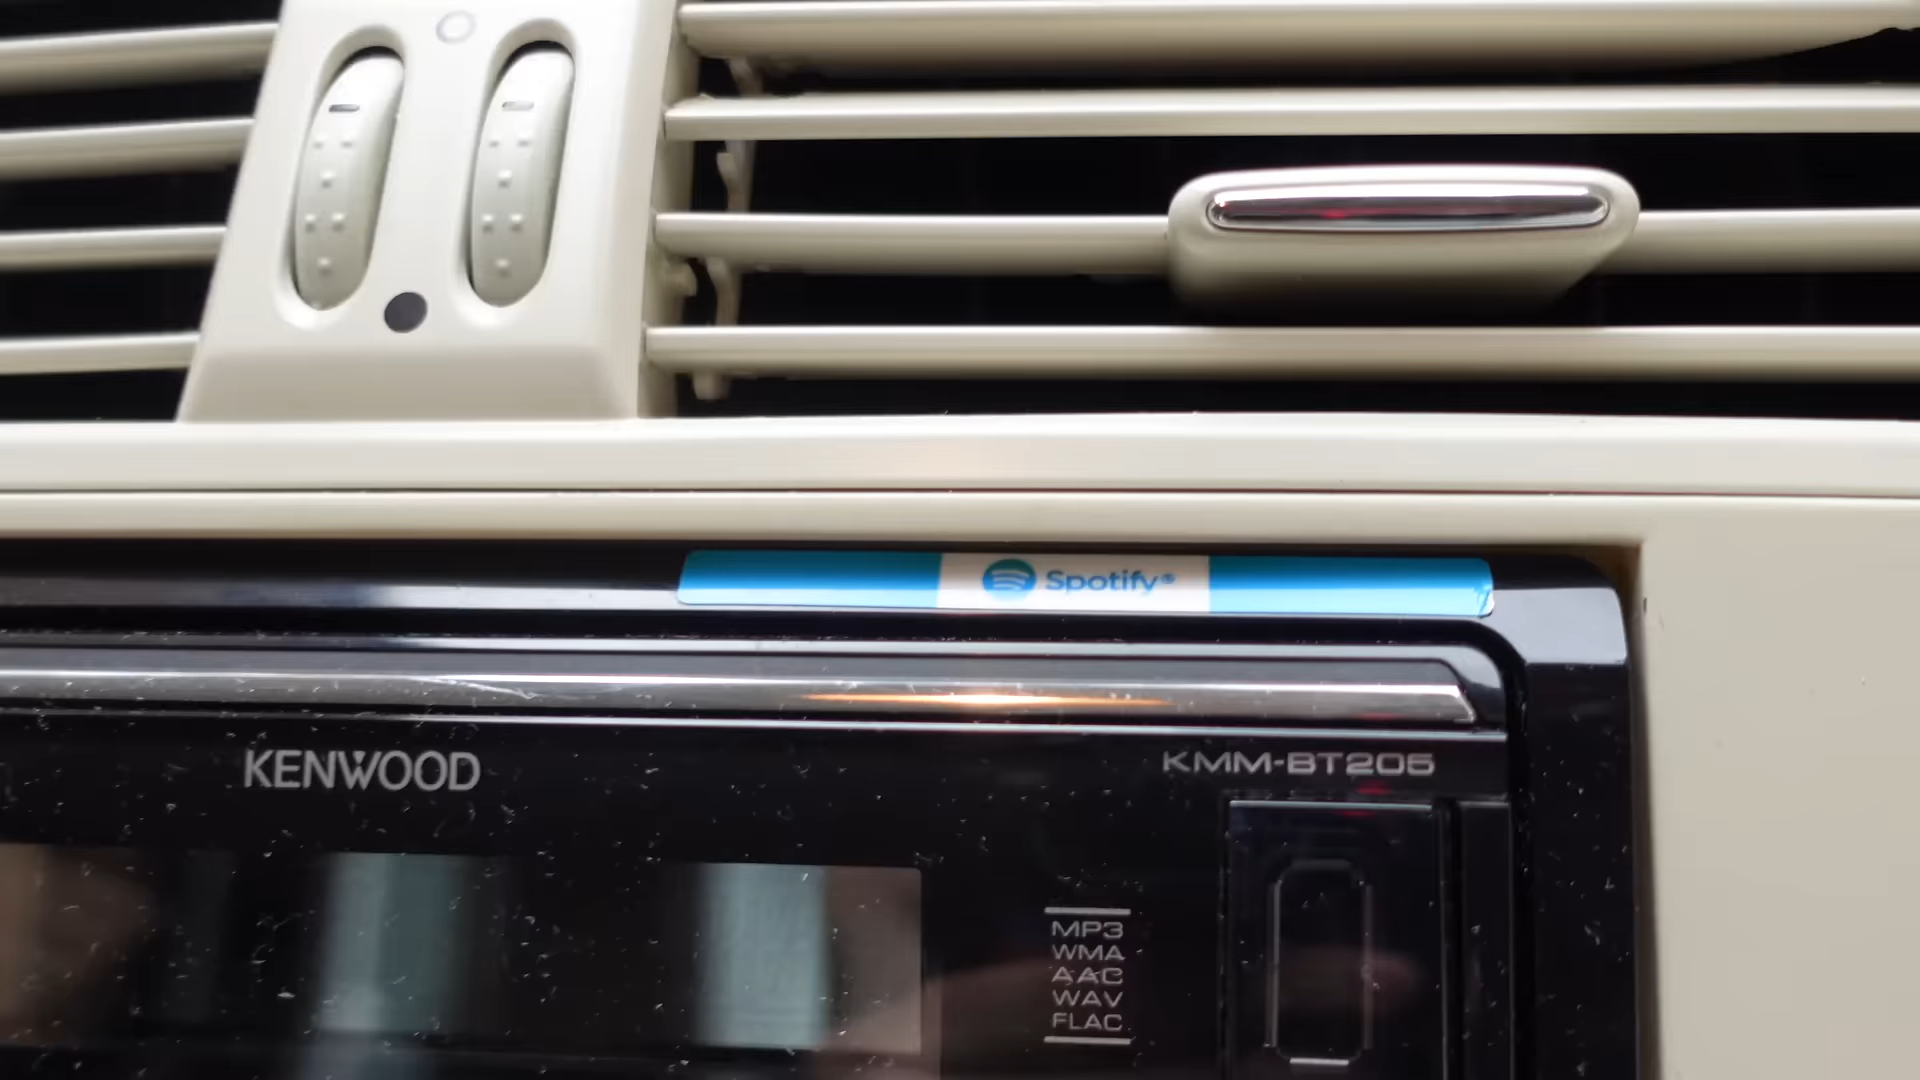 Spotify®
KENWOOD
KMM-BT205
MP3
WMA
AAC
WAV
FLAC